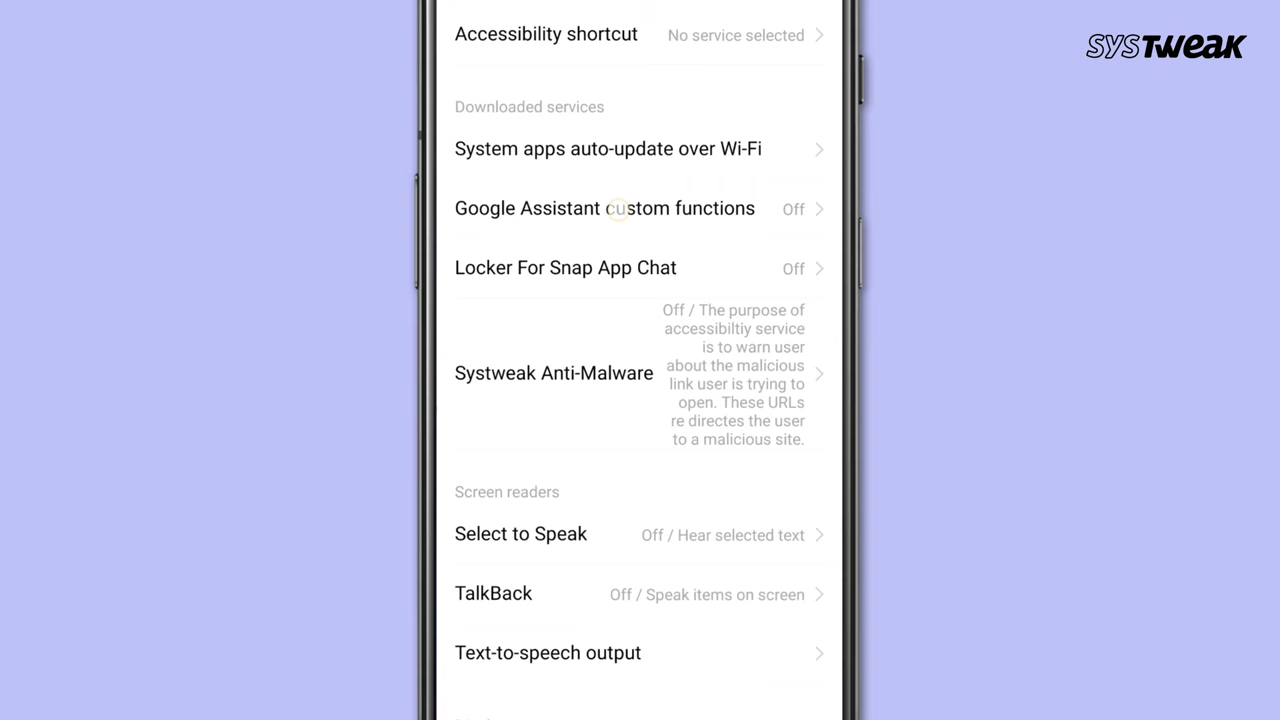 SYSTWEAK
Accessibility shortcut No service selected
Downloaded services
System apps auto-update over Wi-Fi
Google Assistant custom functions Off
Locker For Snap App Chat Off
Systweak Anti-Malware
Off / The purpose of
accessibiltiy service
is to warn user
about the malicious
link user is trying to
open. These URLs
re directes the user
to a malicious site.
Screen readers
Select to Speak Off / Hear selected text
TalkBack Off / Speak items on screen
Text-to-speech output